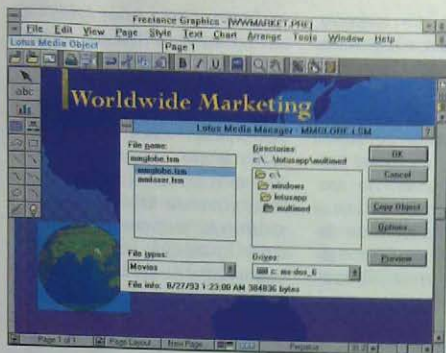 Freelance Graphics - [WWMARKET.PRE]
File Edit View Page Style Text Chart Arrange Tools Window Help
Lotus Media Object Page 1
B I U
abc
Worldwide Marketing
Lotus Media Manager - MMGLOBE.LSM
File name:
mmglobe.lsm
mmglobe.lsm
Directories:
c:\...\lotusapp\multimed
c:\
windows
lotusapp
multimed
OK
Cancel
Copy Object
Options...
Preview
File types:
Movies
Drives:
c: ms-dos_6
File info: 8/27/93 1:23:00 AM 384836 bytes
Page 1 of 1 Page Layout... New Page...